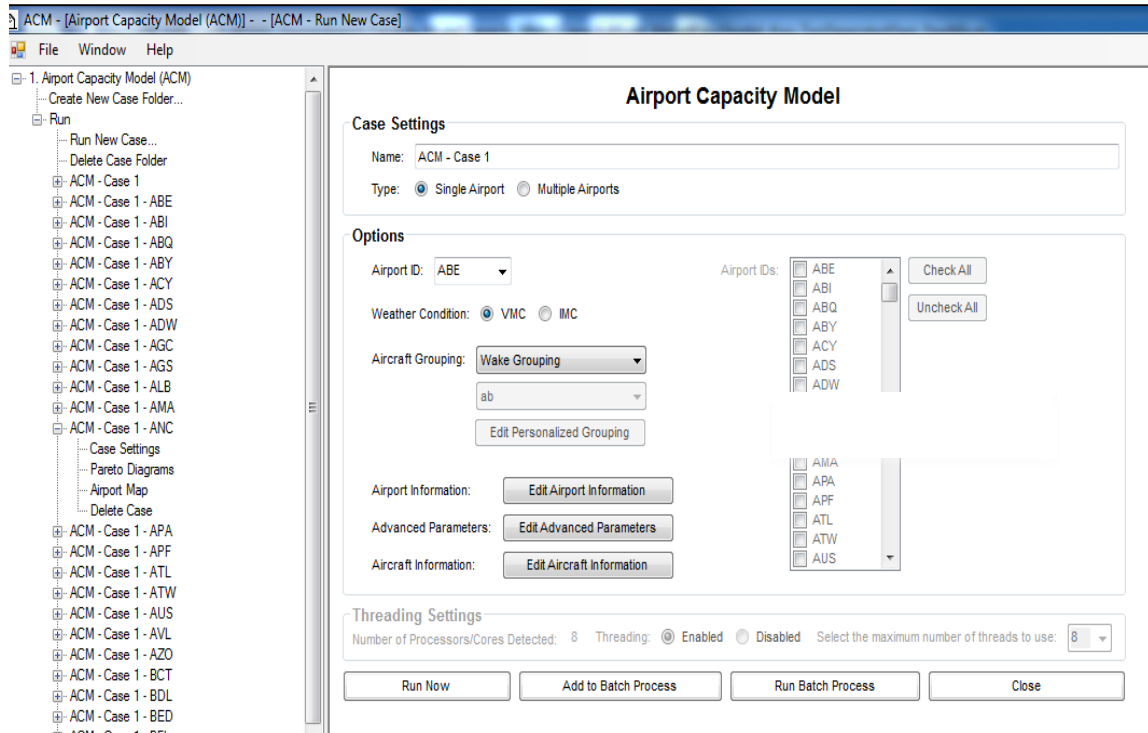 ACM - [Airport Capacity Model (ACM)] - - [ACM - Run New Case]
File Window Help
1. Airport Capacity Model (ACM)
Create New Case Folder...
Run
Run New Case...
Delete Case Folder
ACM - Case 1
ACM - Case 1 - ABE
ACM - Case 1 - ABI
ACM - Case 1 - ABQ
ACM - Case 1 - ABY
ACM - Case 1 - ACY
ACM - Case 1 - ADS
ACM - Case 1 - ADW
ACM - Case 1 - AGC
ACM - Case 1 - AGS
ACM - Case 1 - ALB
ACM - Case 1 - AMA
ACM - Case 1 - ANC
Case Settings
Pareto Diagrams
Airport Map
Delete Case
ACM - Case 1 - APA
ACM - Case 1 - APF
ACM - Case 1 - ATL
ACM - Case 1 - ATW
ACM - Case 1 - AUS
ACM - Case 1 - AVL
ACM - Case 1 - AZO
ACM - Case 1 - BCT
ACM - Case 1 - BDL
ACM - Case 1 - BED
Airport Capacity Model
Case Settings
Name: ACM - Case 1
Type: Single Airport Multiple Airports
Options
Airport ID: ABE
Weather Condition: VMC IMC
Aircraft Grouping: Wake Grouping
ab
Edit Personalized Grouping
Airport Information: Edit Airport Information
Advanced Parameters: Edit Advanced Parameters
Aircraft Information: Edit Aircraft Information
Airport IDs:
ABE
ABI
ABQ
ABY
ACY
ADS
ADW
AMA
APA
APF
ATL
ATW
AUS
Check All
Uncheck All
Threading Settings
Number of Processors/Cores Detected: 8 Threading: Enabled Disabled Select the maximum number of threads to use: 8
Run Now Add to Batch Process Run Batch Process Close